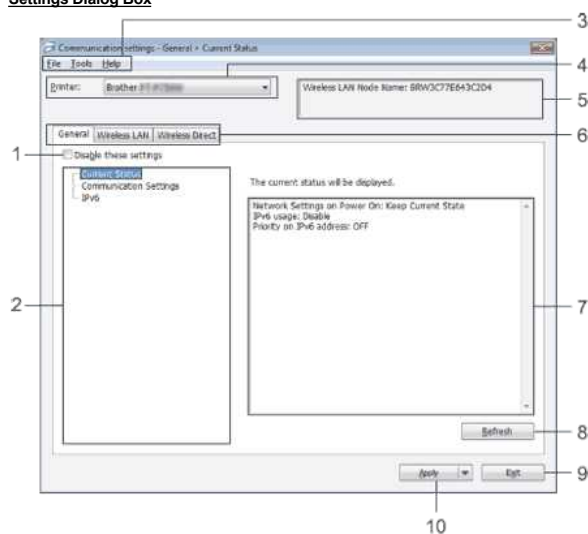 Settings Dialog Box
3
Communication settings - General > Current Status
File Tools Help
4
Printer: Brother
Wireless LAN Node Name: BRW3C77E643C2D4
5
General Wireless LAN Wireless Direct
6
1
Disable these settings
Current Status
Communication Settings
IPv6
The current status will be displayed.
Network Settings on Power On: Keep Current State
IPv6 usage: Disable
Priority on IPv6 address: OFF
2
7
Refresh
8
Apply
Exit
9
10